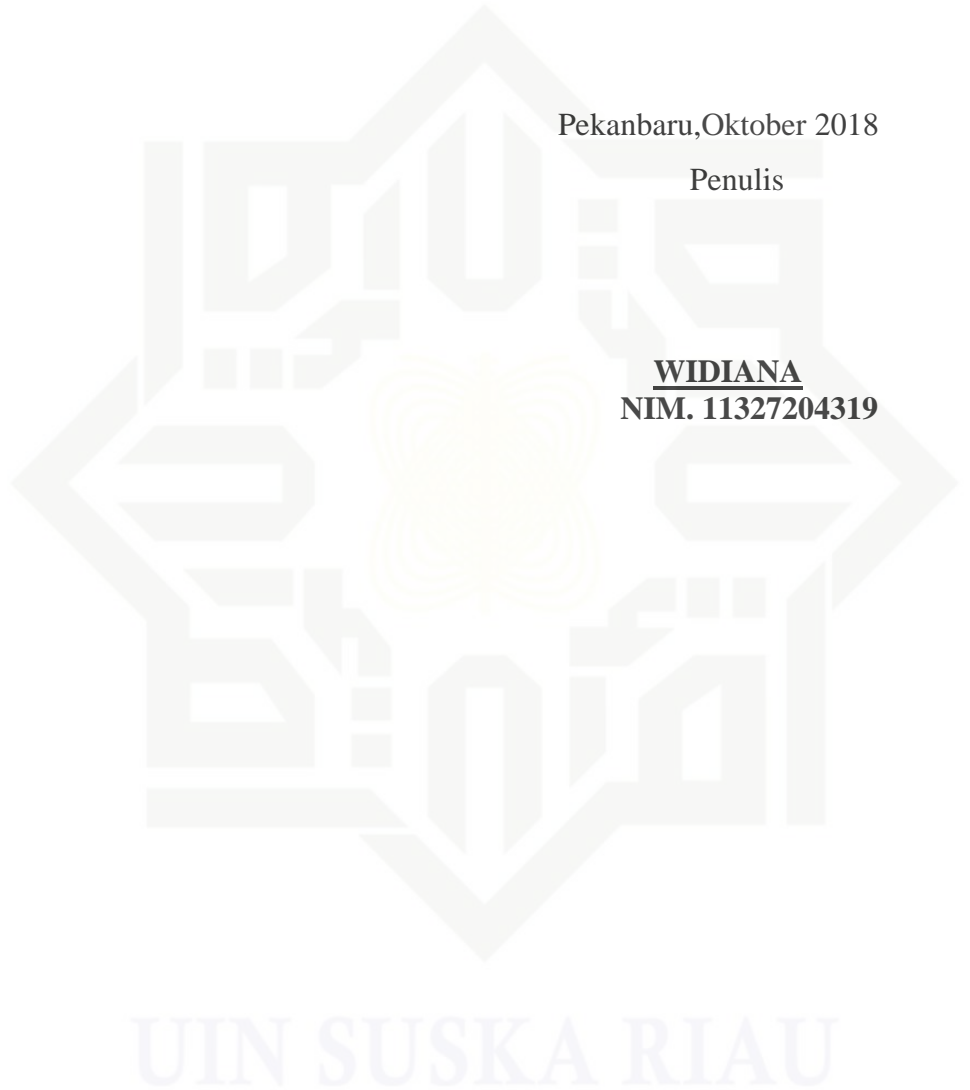 Pekanbaru,Oktober 2018
Penulis
WIDIANA
NIM. 11327204319
UIN SUSKA RIAU